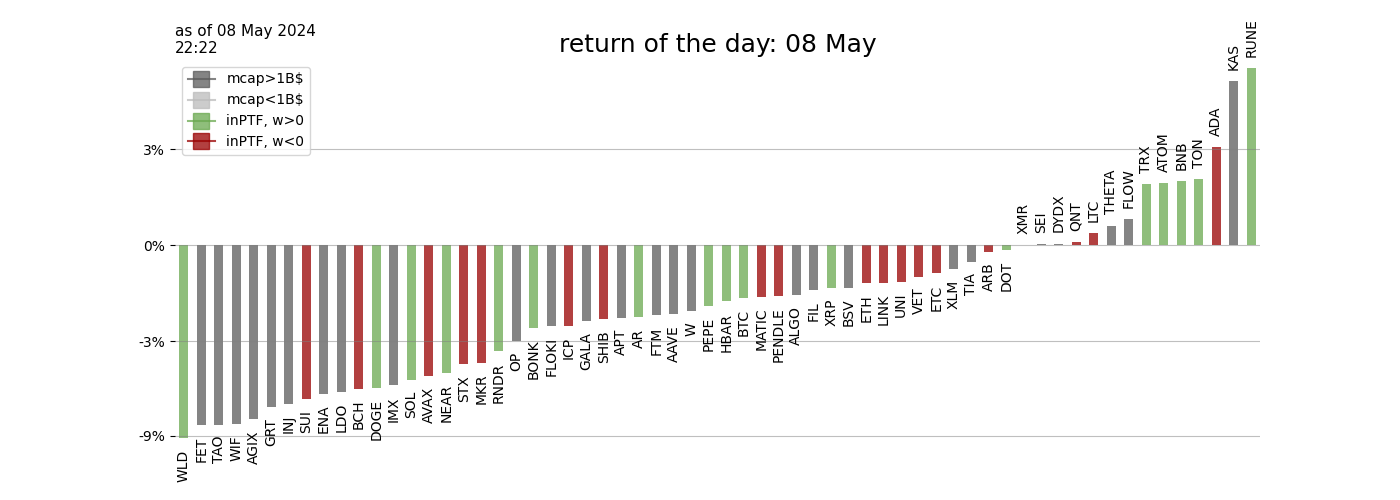 as of 08 May 2024
22:22
return of the day: 08 May
mcap>1B$
mcap<1B$
inPTF, w>0
inPTF, w<0
3%
0%
-3%
-9%
WLD
FET
TAO
WIF
AGIX
GRT
INJ
SUI
ENA
LDO
BCH
DOGE
IMX
SOL
AVAX
NEAR
STX
MKR
RNDR
OP
BONK
FLOKI
ICP
GALA
SHIB
APT
AR
FTM
AAVE
W
PEPE
HBAR
BTC
MATIC
PENDLE
ALGO
FIL
XRP
BSV
ETH
LINK
UNI
VET
ETC
XLM
TIA
ARB
DOT
XMR
SEI
DYDX
QNT
LTC
THETA
FLOW
TRX
ATOM
BNB
TON
ADA
KAS
RUNE